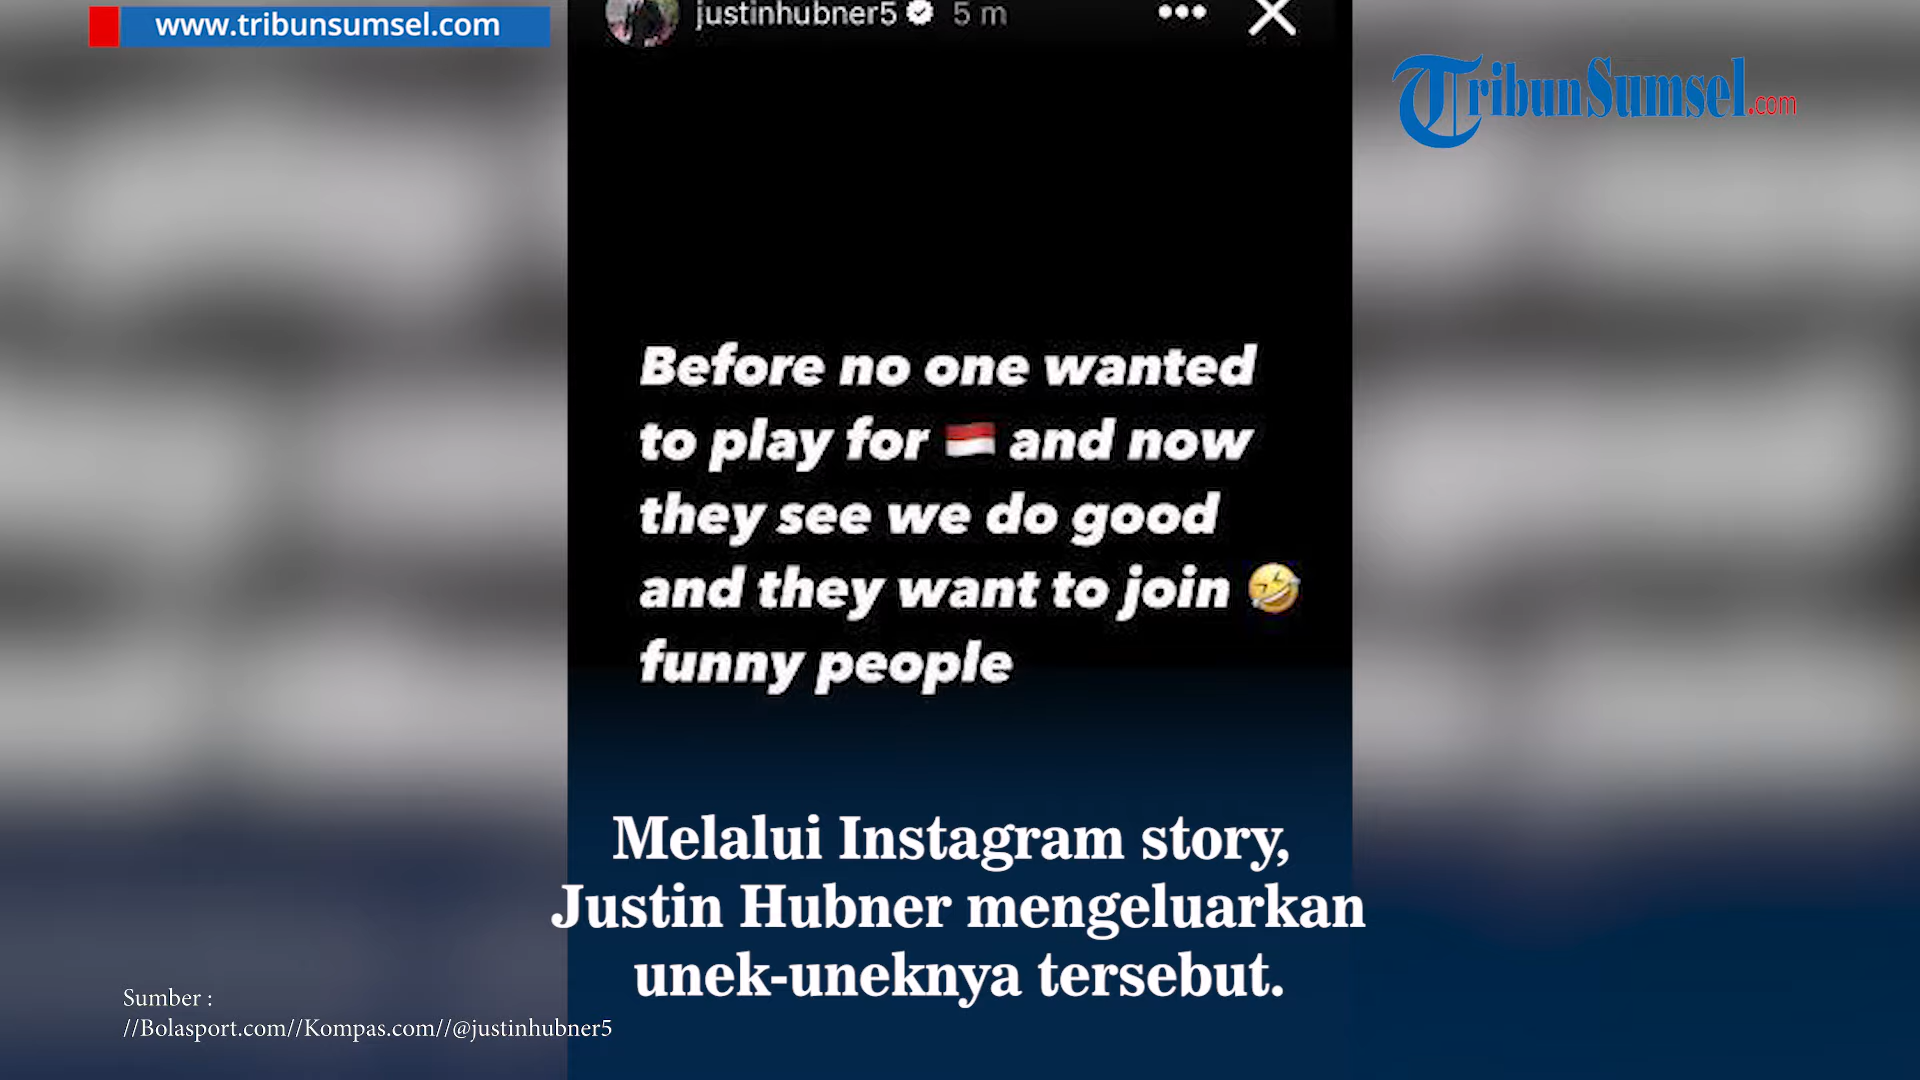 www.tribunsumsel.com
justinhubner5 5 m
TribunSumsel.com
Before no one wanted
to play for 🇮🇩 and now
they see we do good
and they want to join 🤣
funny people
Melalui Instagram story,
Justin Hubner mengeluarkan
unek-uneknya tersebut.
Sumber :
//Bolasport.com//Kompas.com//@justinhubner5